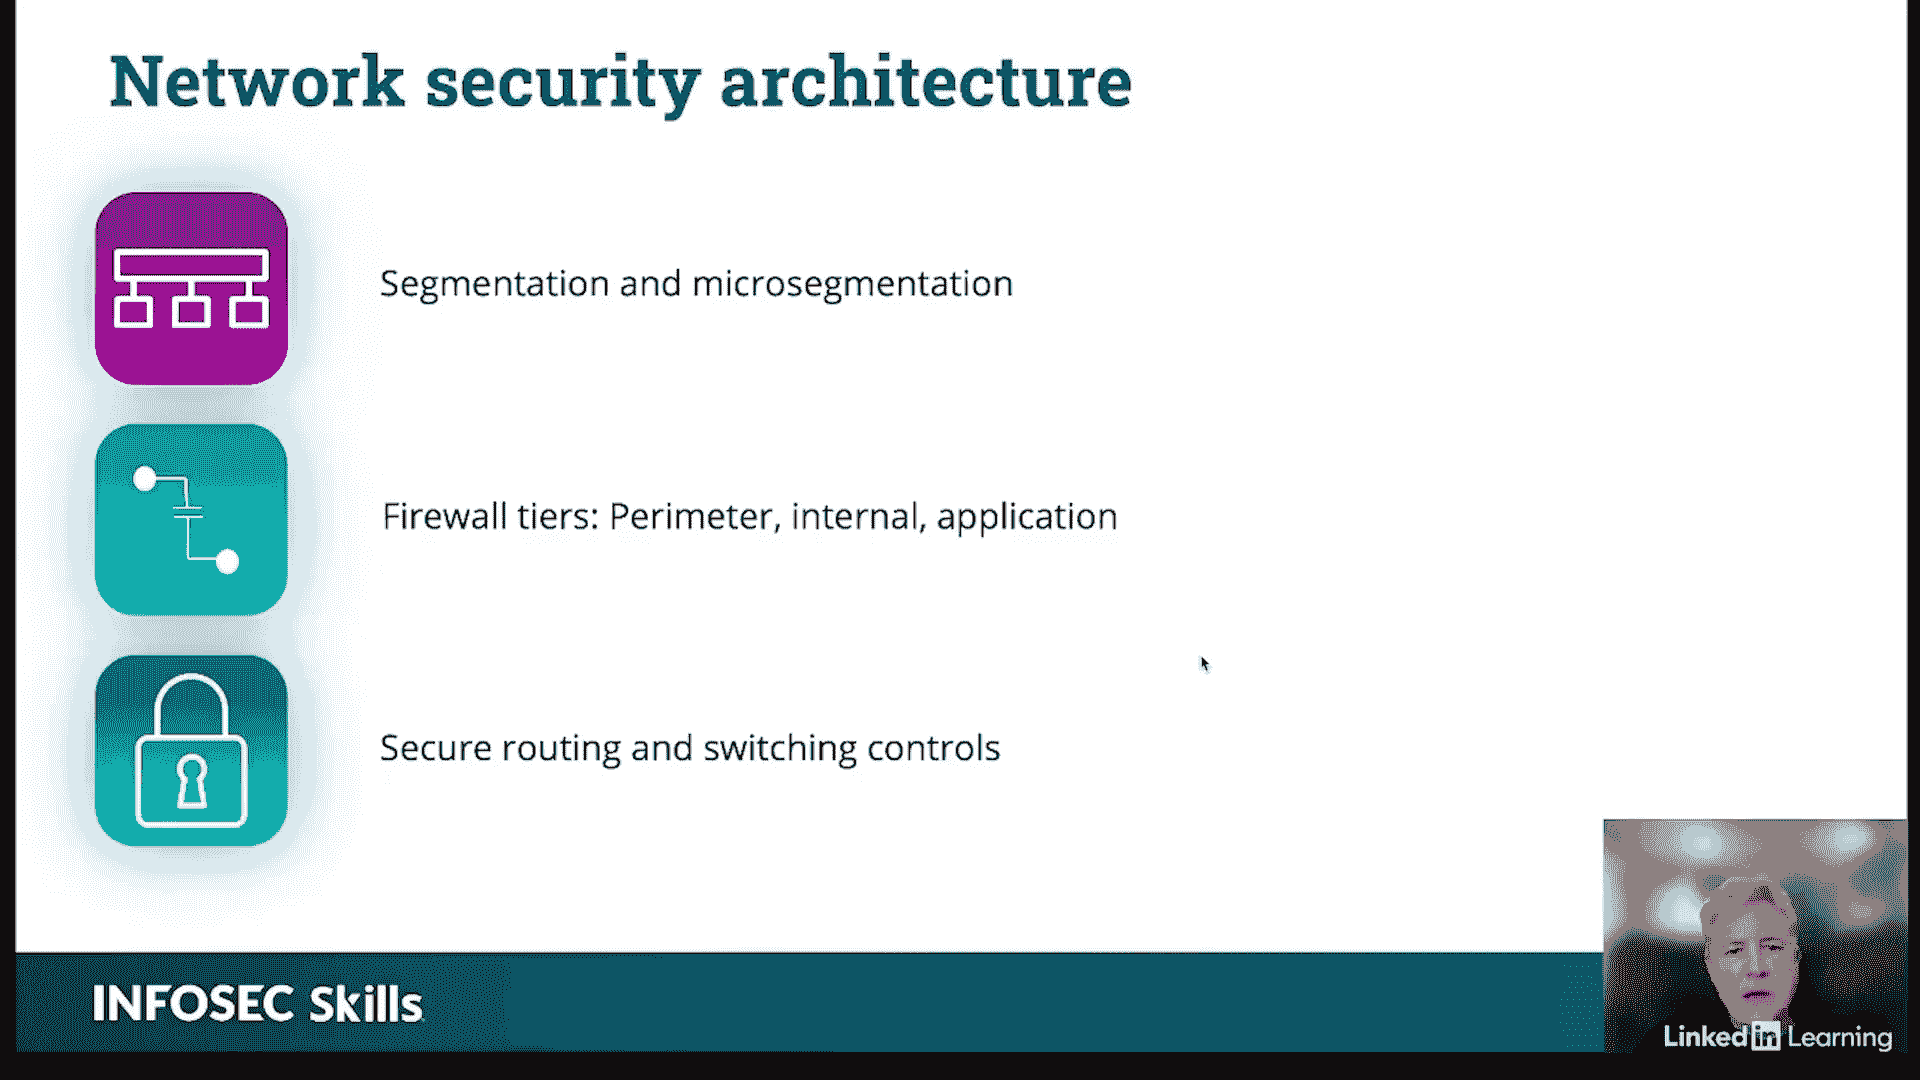 Network security architecture
Segmentation and microsegmentation
Firewall tiers: Perimeter, internal, application
Secure routing and switching controls
INFOSEC Skills
Linked in Learning